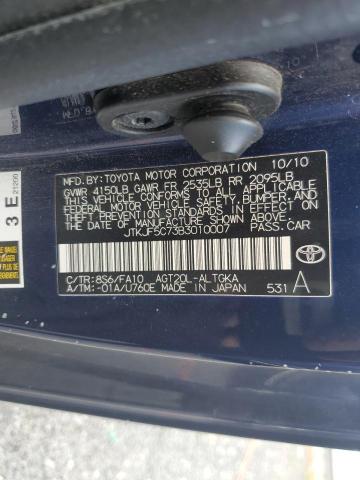 MFD. BY: TOYOTA MOTOR CORPORATION 10/10
GVWR 4150LB GAWR FR 2535LB RR 2095LB
THIS VEHICLE CONFORMS TO ALL APPLICABLE
FEDERAL MOTOR VEHICLE SAFETY, BUMPER, AND
THEFT PREVENTION STANDARDS IN EFFECT ON
THE DATE OF MANUFACTURE SHOWN ABOVE.
JTKJF5C73B3010007 PASS. CAR
C/TR: 8S6/FA10 AGT20L-ALTGKA
A/TM: -01A/U760E MADE IN JAPAN 531 A
3 E
21200